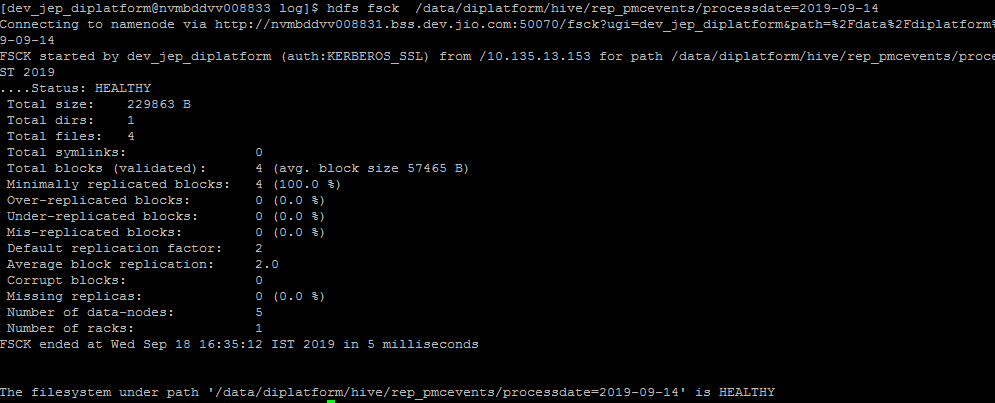 [dev_jep_diplatform@nvmbddvv008833 log]$ hdfs fsck  /data/diplatform/hive/rep_pmcevents/processdate=2019-09-14
Connecting to namenode via http://nvmbddvv008831.bss.dev.jio.com:50070/fsck?ugi=dev_jep_diplatform&path=%2Fdata%2Fdiplatform%
9-09-14
FSCK started by dev_jep_diplatform (auth:KERBEROS_SSL) from /10.135.13.153 for path /data/diplatform/hive/rep_pmcevents/proce
ST 2019
....Status: HEALTHY
Total size:    229863 B
Total dirs:    1
Total files:   4
Total symlinks:                0
Total blocks (validated):      4 (avg. block size 57465 B)
Minimally replicated blocks:   4 (100.0 %)
Over-replicated blocks:        0 (0.0 %)
Under-replicated blocks:       0 (0.0 %)
Mis-replicated blocks:         0 (0.0 %)
Default replication factor:    2
Average block replication:     2.0
Corrupt blocks:                0
Missing replicas:              0 (0.0 %)
Number of data-nodes:          5
Number of racks:               1
FSCK ended at Wed Sep 18 16:35:12 IST 2019 in 5 milliseconds
The filesystem under path '/data/diplatform/hive/rep_pmcevents/processdate=2019-09-14' is HEALTHY